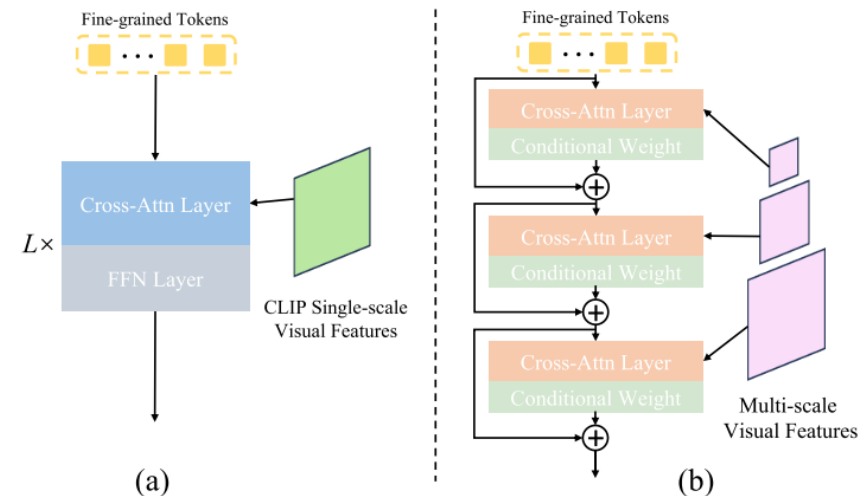 Fine-grained Tokens
Cross-Attn Layer
L×
FFN Layer
CLIP Single-scale
Visual Features
(a)
Fine-grained Tokens
Cross-Attn Layer
Conditional Weight
Cross-Attn Layer
Conditional Weight
Cross-Attn Layer
Conditional Weight
Multi-scale
Visual Features
(b)